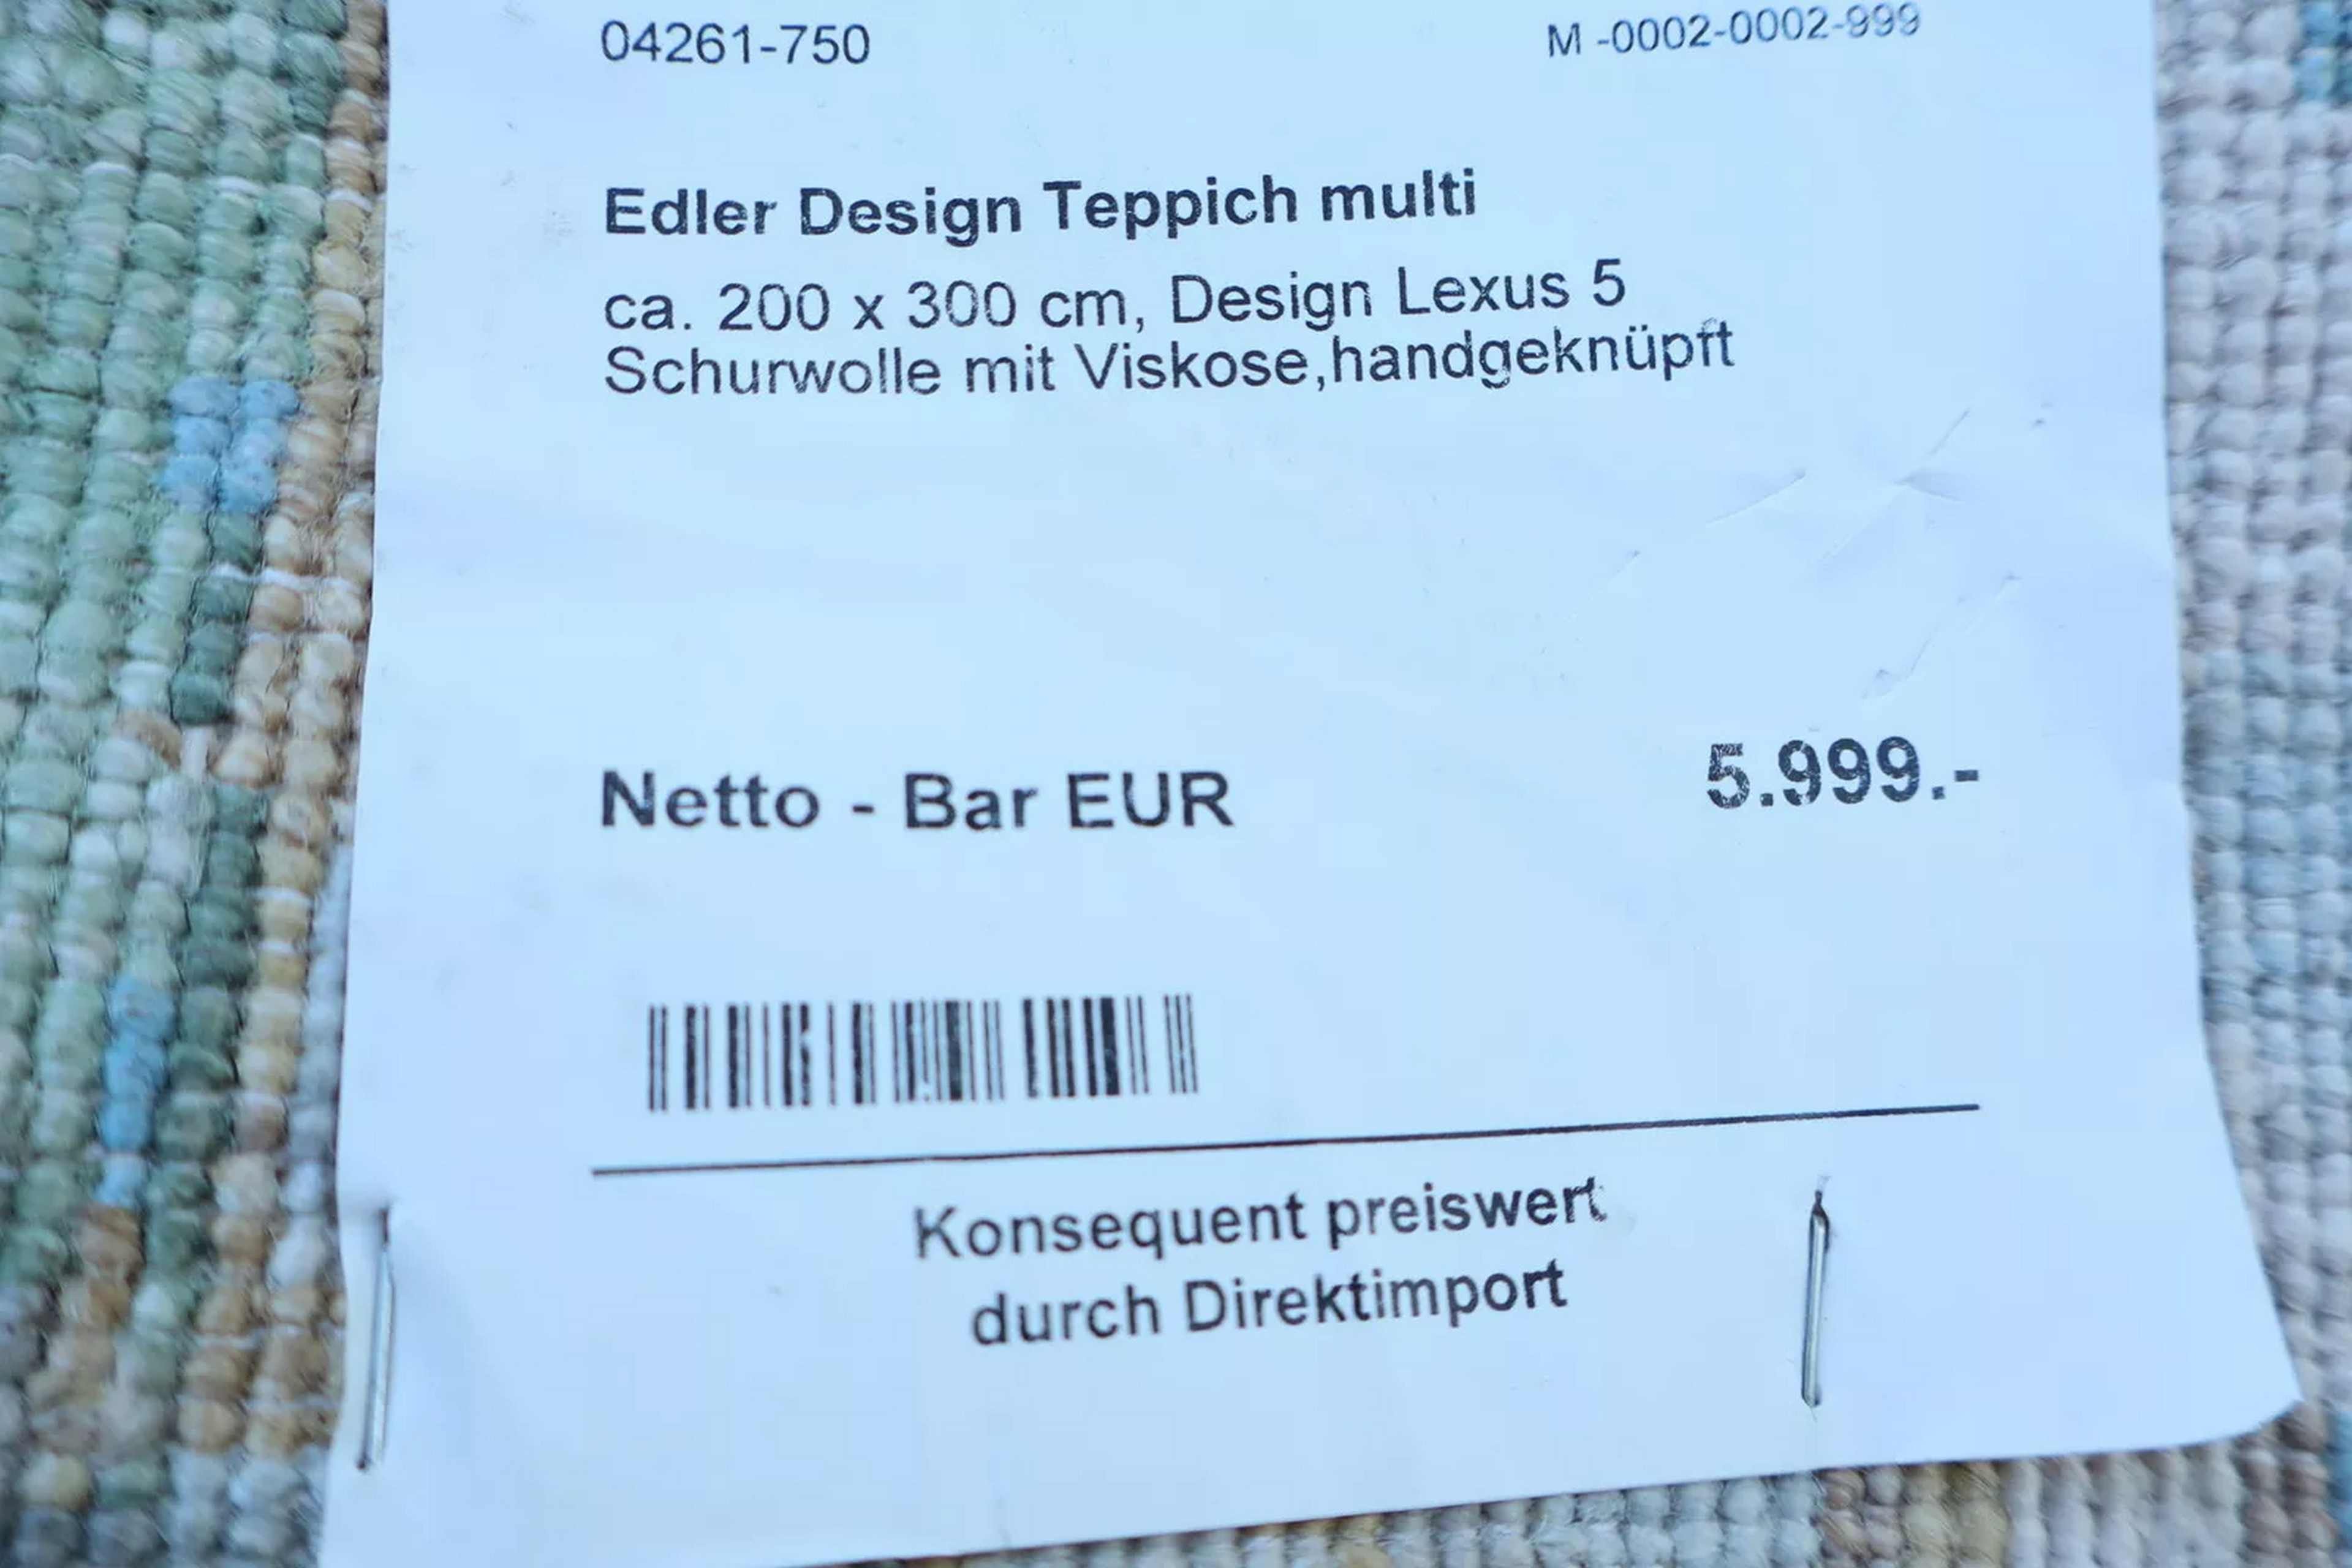 04261-750
M -0002-0002-999
Edler Design Teppich multi
ca. 200 x 300 cm, Design Lexus 5
Schurwolle mit Viskose,handgeknüpft
Netto - Bar EUR 5.999.-
Konsequent preiswert
durch Direktimport